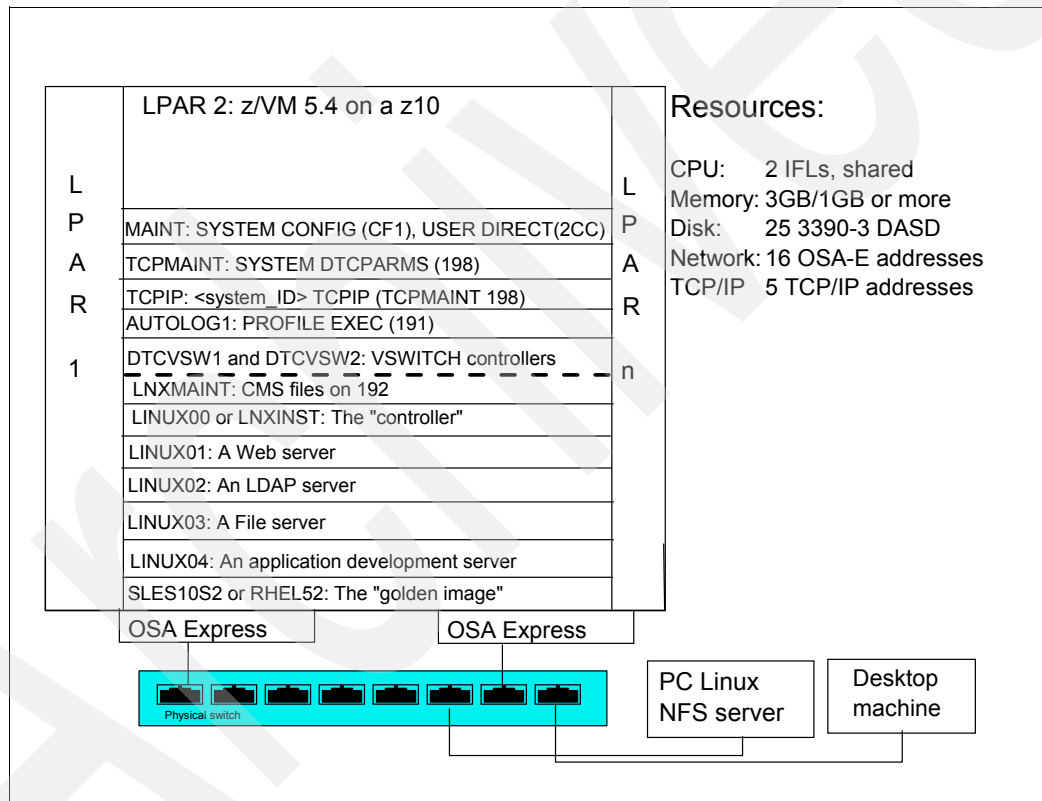 LPAR 2: z/VM 5.4 on a z10
L
P
A
R
1
MAINT: SYSTEM CONFIG (CF1), USER DIRECT(2CC)
TCPMAINT: SYSTEM DTCPARMS (198)
TCPIP: <system_ID> TCPIP (TCPMAINT 198)
AUTOLOG1: PROFILE EXEC (191)
DTCVSW1 and DTCVSW2: VSWITCH controllers
LNXMAINT: CMS files on 192
LINUX00 or LNXINST: The "controller"
LINUX01: A Web server
LINUX02: An LDAP server
LINUX03: A File server
LINUX04: An application development server
SLES10S2 or RHEL52: The "golden image"
L
P
A
R
n
Resources:
CPU: 2 IFLs, shared
Memory: 3GB/1GB or more
Disk: 25 3390-3 DASD
Network: 16 OSA-E addresses
TCP/IP 5 TCP/IP addresses
OSA Express
OSA Express
Physical switch
PC Linux
NFS server
Desktop
machine